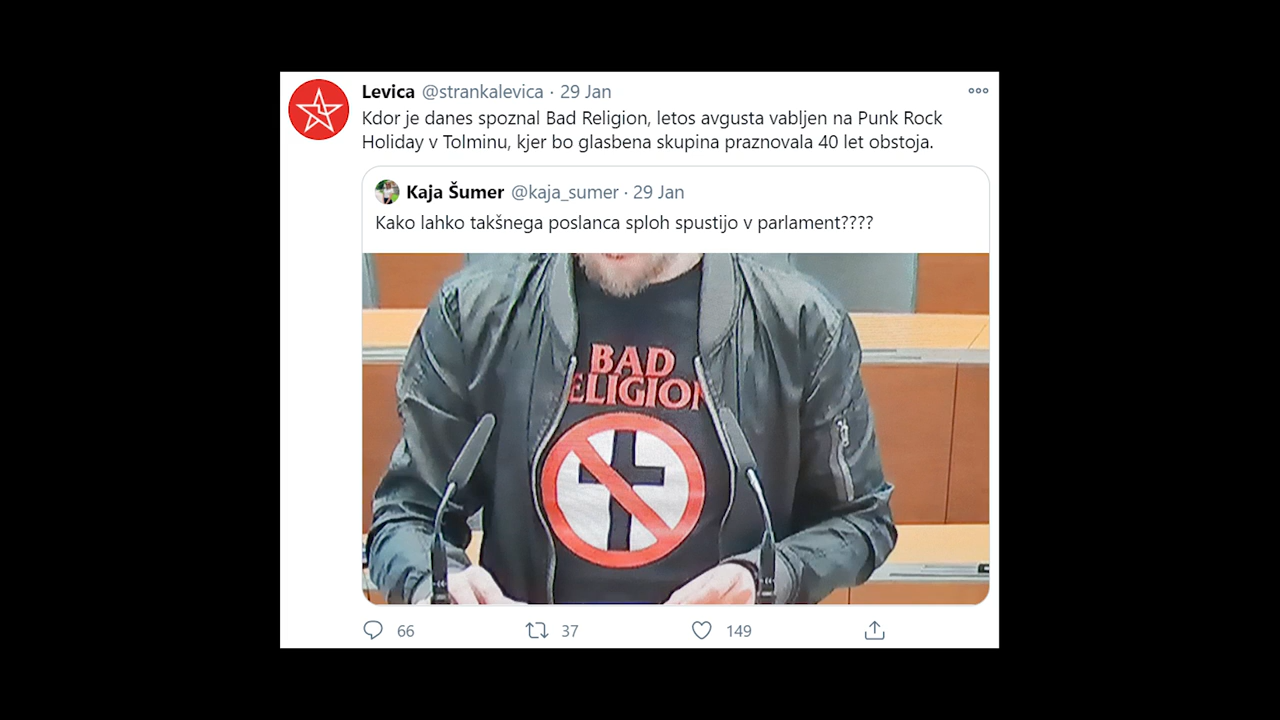 Levica @strankalevica · 29 Jan
Kdor je danes spoznal Bad Religion, letos avgusta vabljen na Punk Rock
Holiday v Tolminu, kjer bo glasbena skupina praznovala 40 let obstoja.
Kaja Šumer @kaja_sumer · 29 Jan
Kako lahko takšnega poslanca sploh spustijo v parlament????
BAD
ELIGION
66 37 149